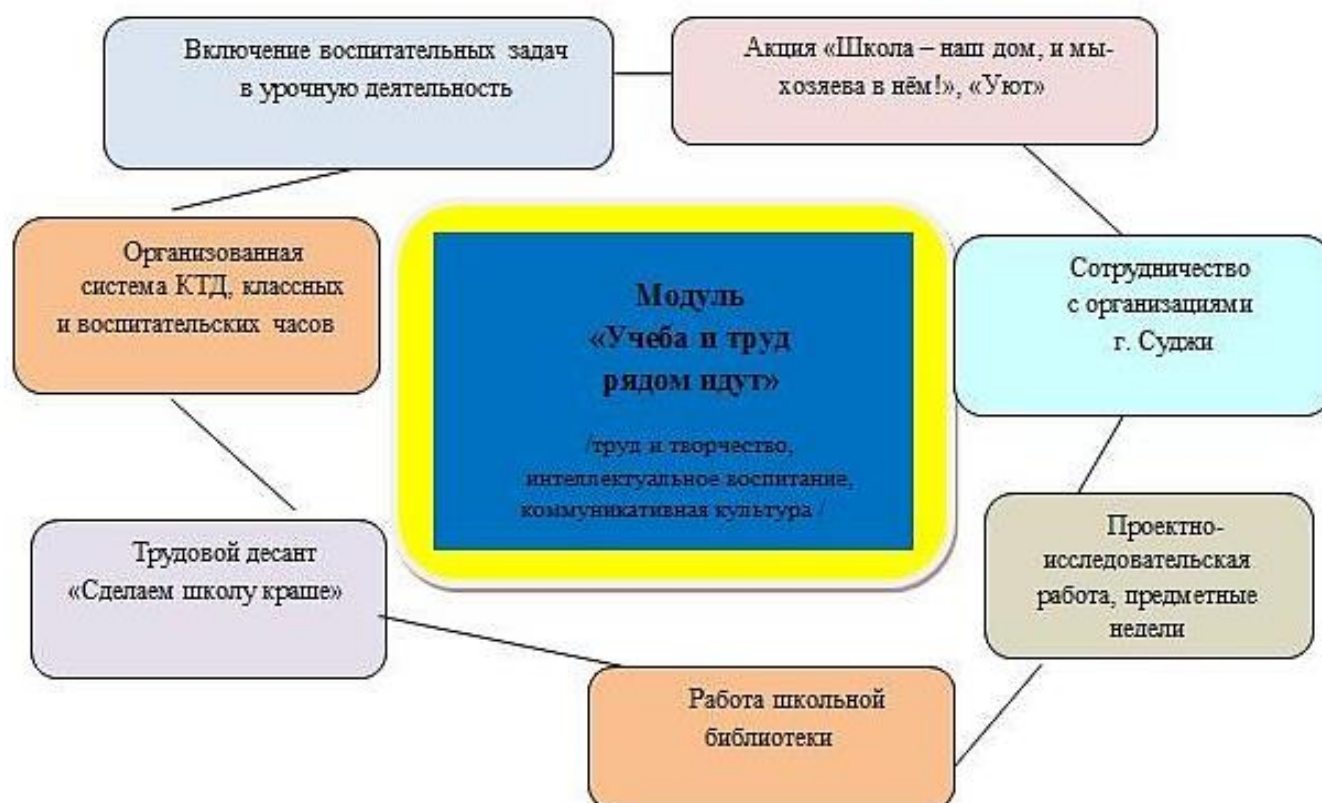 Включение воспитательных задач
в урочную деятельность
Акция «Школа – наш дом, и мы-
хозяева в нём!», «Уют»
Организованная
система КТД, классных
и воспитательских часов
Модуль
«Учеба и труд
рядом идут»
/труд и творчество,
интеллектуальное воспитание,
коммуникативная культура /
Сотрудничество
с организациями
г. Суджи
Трудовой десант
«Сделаем школу краше»
Проектно-
исследовательская
работа, предметные
недели
Работа школьной
библиотеки